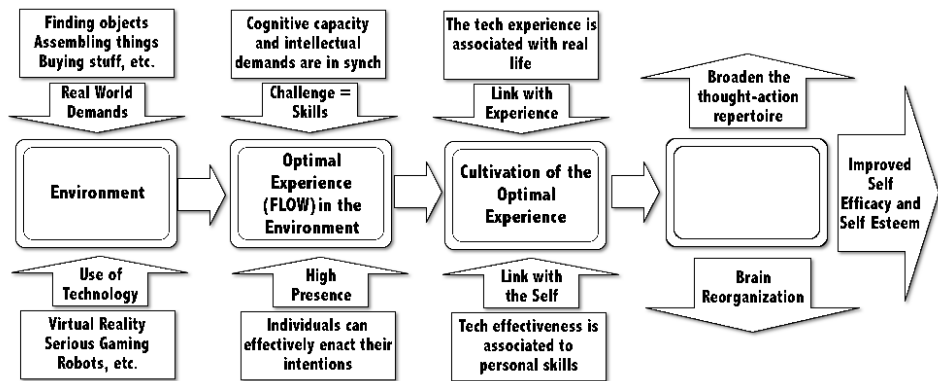 Finding objects
Assembling things
Buying stuff, etc.
Real World
Demands
Environment
Use of
Technology
Virtual Reality
Serious Gaming
Robots, etc.
Cognitive capacity
and intellectual
demands are in synch
Challenge =
Skills
Optimal
Experience
(FLOW) in the
Environment
High
Presence
Individuals can
effectively enact their
intentions
The tech experience is
associated with real
life
Link with
Experience
Cultivation of the
Optimal
Experience
Link with
the Self
Tech effectiveness is
associated to
personal skills
Broaden the
thought-action
repertoire
Brain
Reorganization
Improved
Self
Efficacy and
Self Esteem